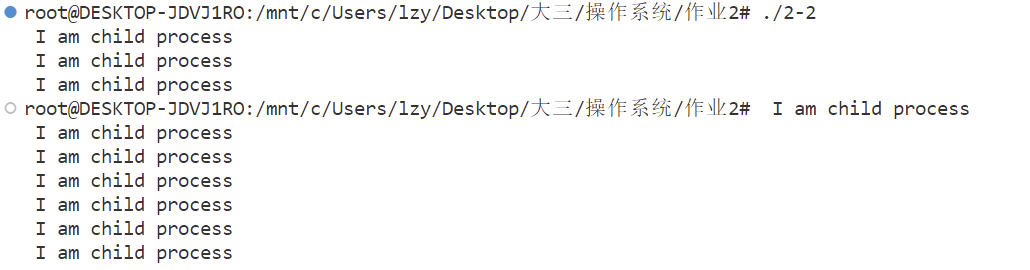 root@DESKTOP-JDVJ1RO:/mnt/c/Users/lzy/Desktop/大三/操作系统/作业2# ./2-2
I am child process
I am child process
I am child process
root@DESKTOP-JDVJ1RO:/mnt/c/Users/lzy/Desktop/大三/操作系统/作业2#  I am child process
I am child process
I am child process
I am child process
I am child process
I am child process
I am child process